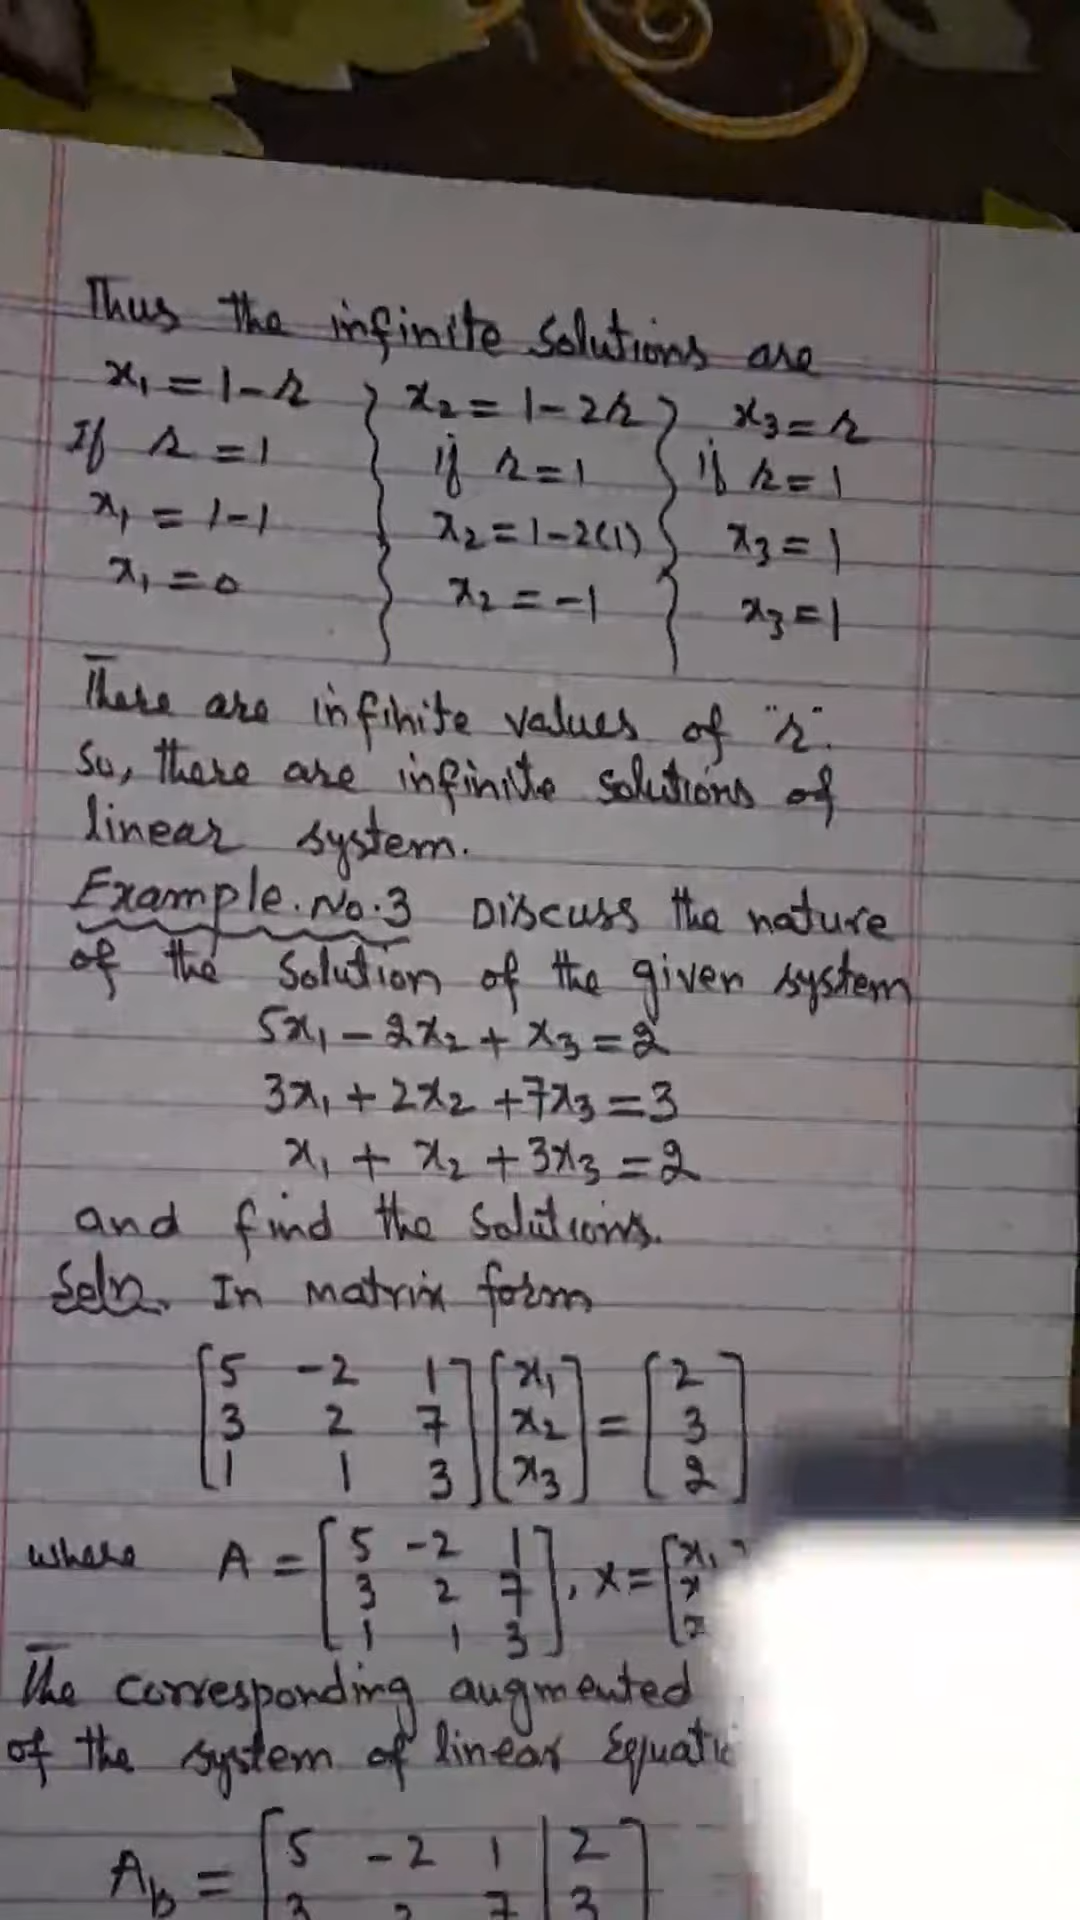 Thus the infinite solutions are
x₁ = 1-r } x₂ = 1-2r } x₃ = r
If r = 1 if r = 1 if r = 1
x₁ = 1-1 x₂ = 1-2(1) x₃ = 1
x₁ = 0 x₂ = -1 x₃ = 1
There are infinite values of "r".
So, there are infinite solutions of
linear system.
Example.No.3 Discuss the nature
of the solution of the given system
5x₁ - 2x₂ + x₃ = 2
3x₁ + 2x₂ + 7x₃ = 3
x₁ + x₂ + 3x₃ = 2
and find the solutions.
Soln. In matrix form
[5 -2 1] [x₁] = [2]
[3 2 7] [x₂] [3]
[1 1 3] [x₃] [2]
where A = [5 -2 1], x = [x₁
3 2 7 x
1 1 3
The corresponding augmented
of the system of linear
A_b = [5 -2 1 | 2]
3 2 7 | 3